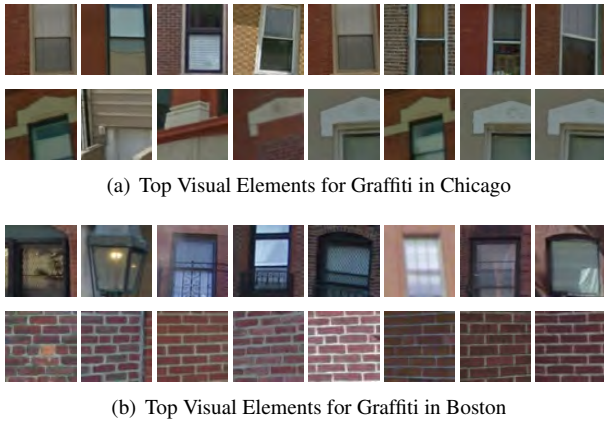 (a) Top Visual Elements for Graffiti in Chicago
(b) Top Visual Elements for Graffiti in Boston